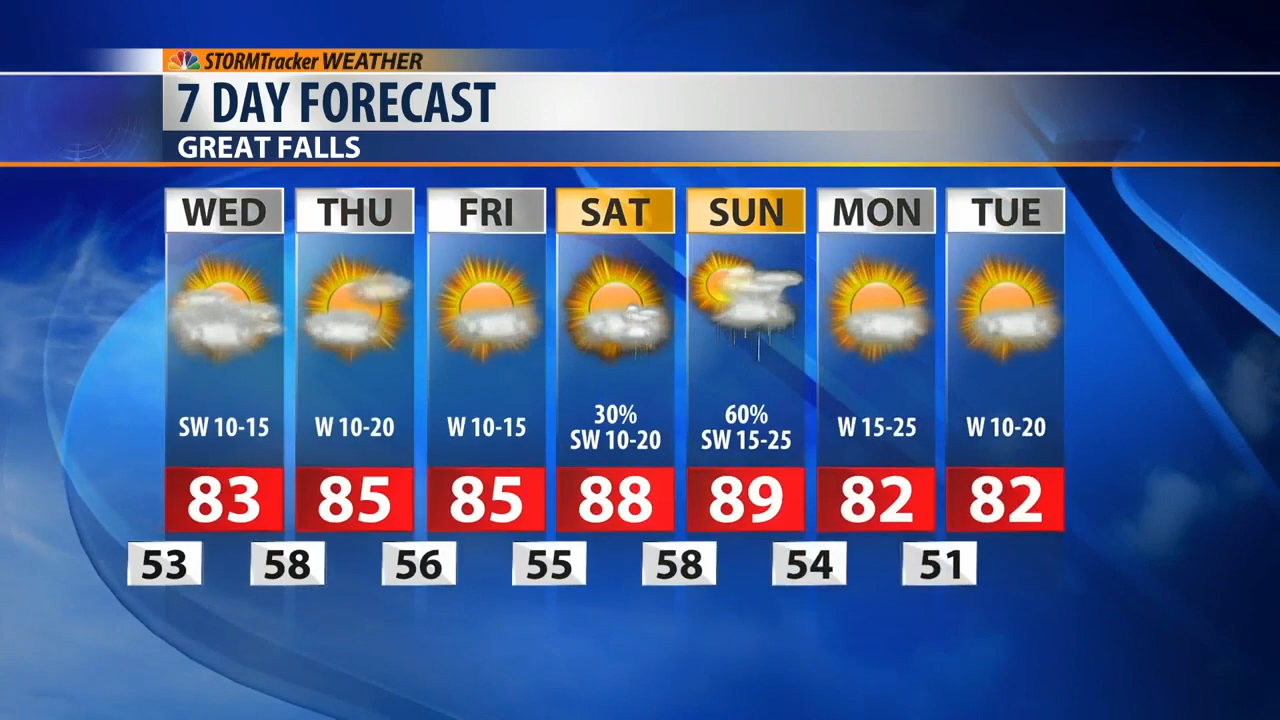 STORMTracker WEATHER
7 DAY FORECAST
GREAT FALLS
WED THU FRI SAT SUN MON TUE
SW 10-15 W 10-20 W 10-15 30% SW 10-20 60% SW 15-25 W 15-25 W 10-20
83 85 85 88 89 82 82
53 58 56 55 58 54 51